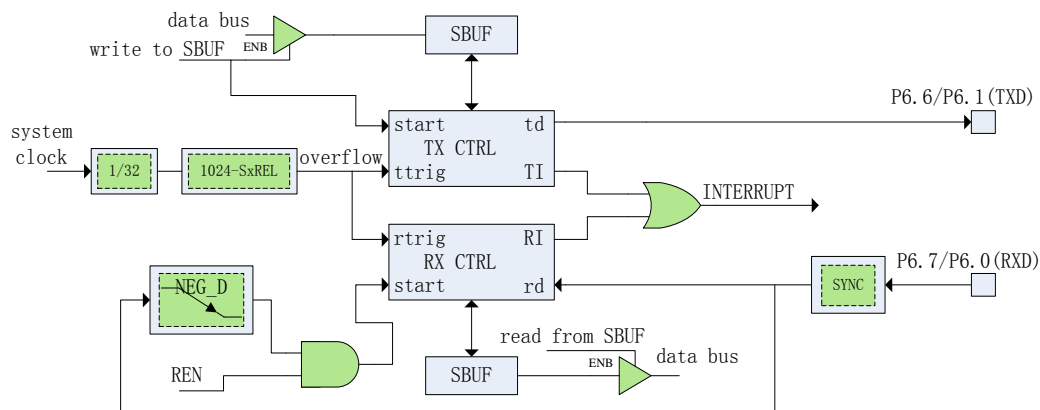 data bus
write to SBUF
ENB
SBUF
P6.6/P6.1(TXD)
system
clock
start
td
TX CTRL
1/32
1024-SxREL
overflow
ttrig
TI
INTERRUPT
rtrig
RI
RX CTRL
start
rd
P6.7/P6.0(RXD)
SYNC
NEG_D
read from SBUF
ENB
data bus
REN
SBUF